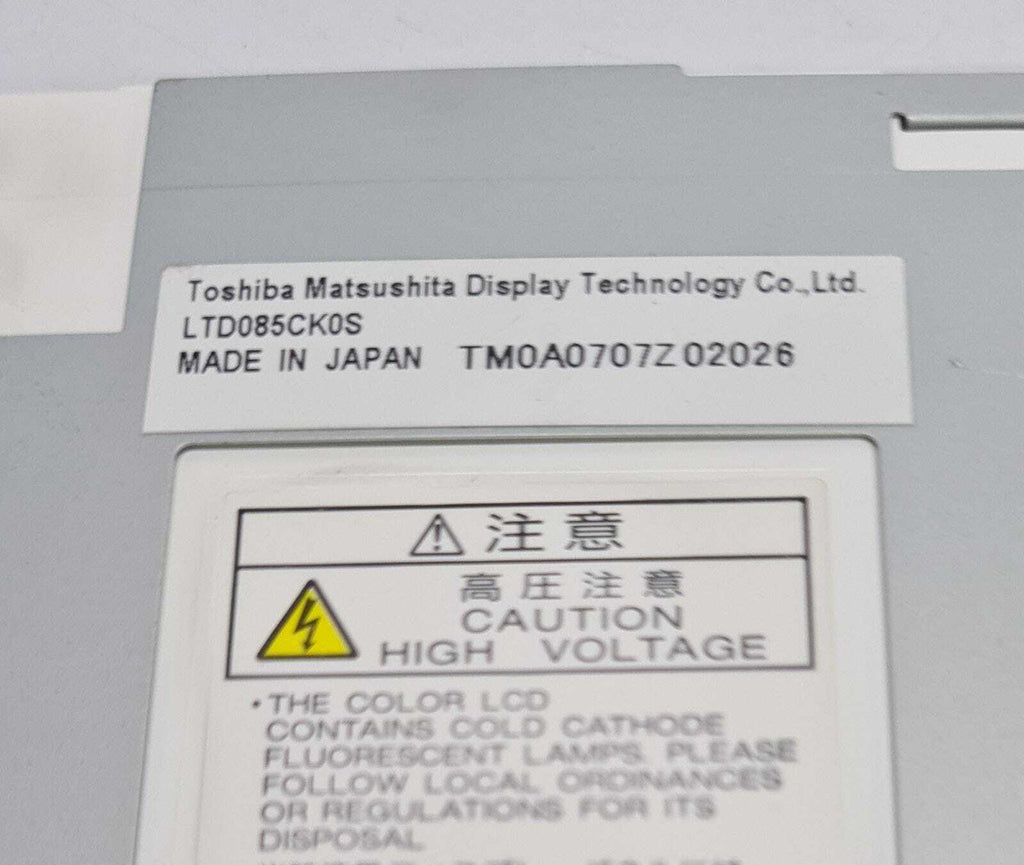 Toshiba Matsushita Display Technology Co.,Ltd.
LTD085CK0S
MADE IN JAPAN TM0A0707Z02026
注意
高圧注意
CAUTION
HIGH VOLTAGE
・THE COLOR LCD
CONTAINS COLD CATHODE
FLUORESCENT LAMPS. PLEASE
FOLLOW LOCAL ORDINANCES
OR REGULATIONS FOR ITS
DISPOSAL